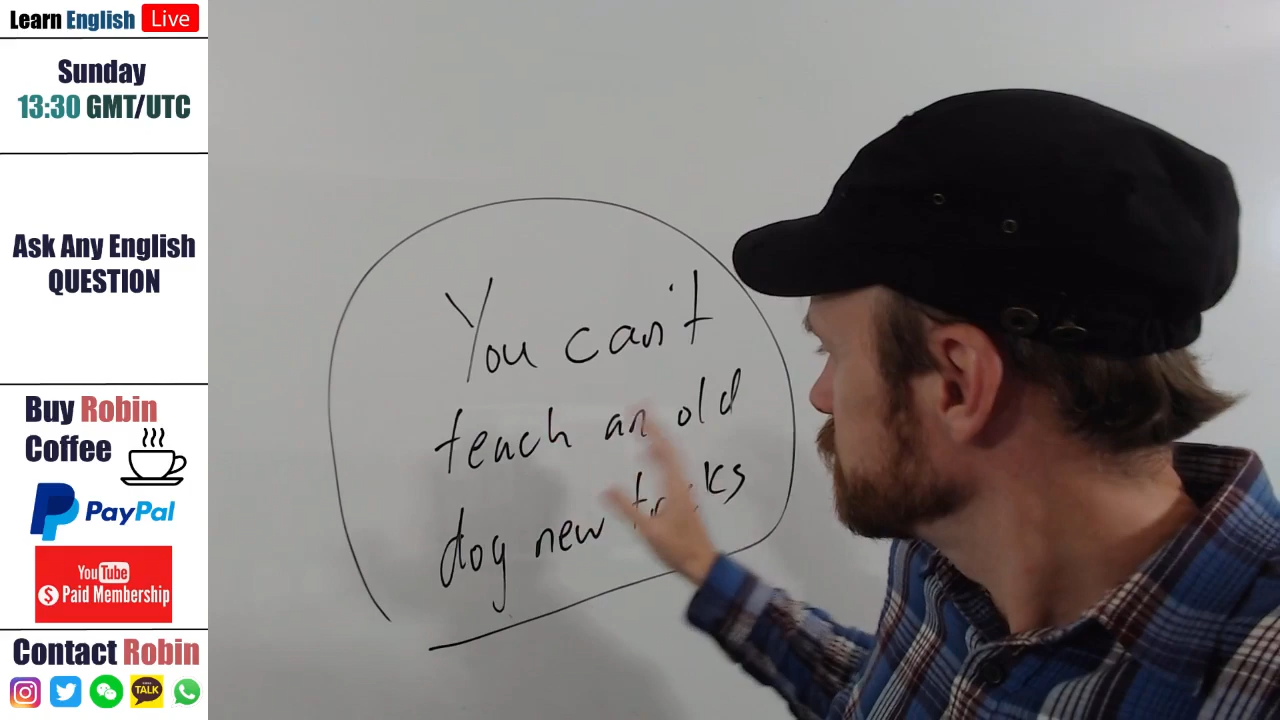 Learn English Live
Sunday
13:30 GMT/UTC
Ask Any English
QUESTION
Buy Robin
Coffee
PayPal
YouTube
$ Paid Membership
Contact Robin
TALK
You can't
teach an old
dog new tricks